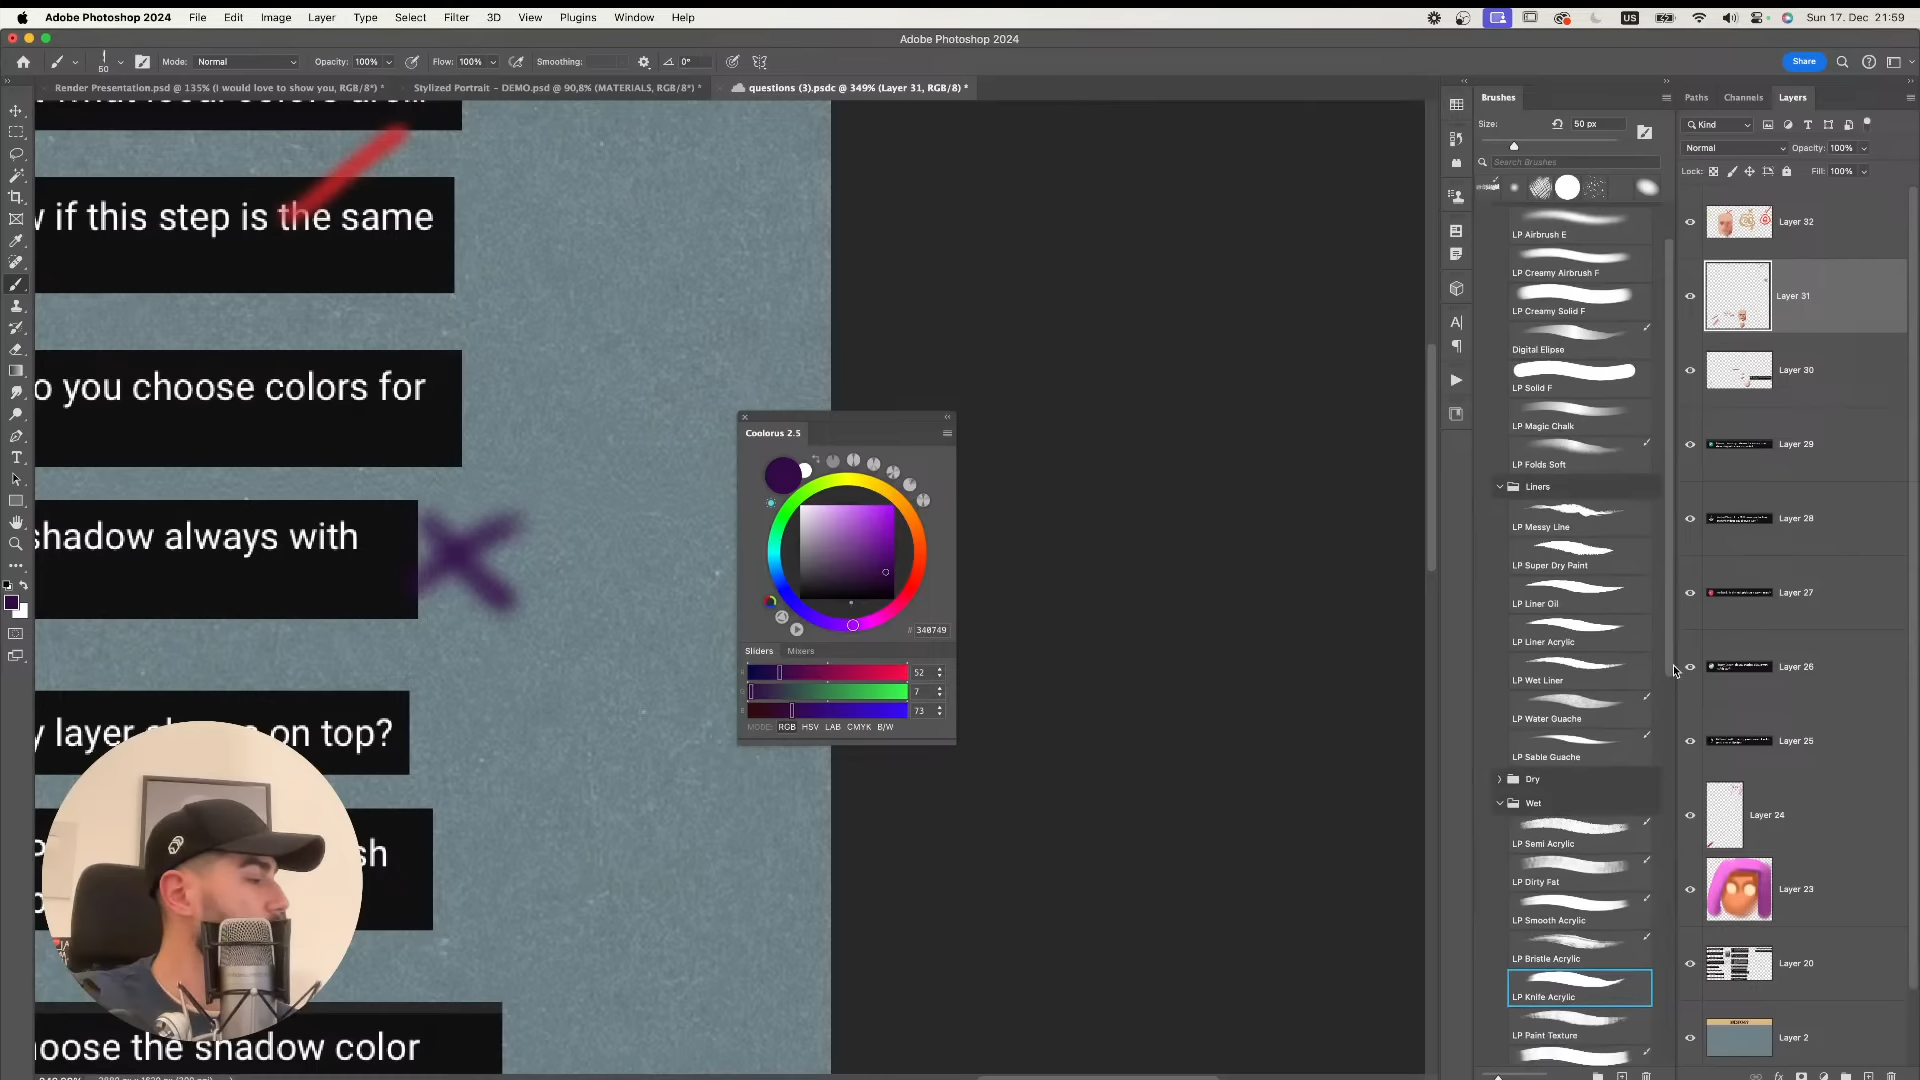 Adobe Photoshop 2024 File Edit Image Layer Type Select Filter 3D View Plugins Window Help US Sun 17. Dec 21:59
Adobe Photoshop 2024
50 Mode: Normal Opacity: 100% Flow: 100% Smoothing: 0° Share
Render Presentation.psd @ 135% (I would love to show you, RGB/8*) * Stylized Portrait - DEMO.psd @ 90,8% (MATERIALS, RGB/8*) * questions (3).psdc @ 349% (Layer 31, RGB/8) *
if this step is the same
o you choose colors for
shadow always with
y layer always on top?
sh
hoose the shadow color
Coolorus 2.5
# 340749
Sliders Mixers
52
7
73
MODE: RGB HSV LAB CMYK B/W
Brushes
Size: 50 px
Search Brushes
LP Airbrush E
LP Creamy Airbrush F
LP Creamy Solid F
Digital Elipse
LP Solid F
LP Magic Chalk
LP Folds Soft
Liners
LP Messy Line
LP Super Dry Paint
LP Liner Oil
LP Liner Acrylic
LP Wet Liner
LP Water Guache
LP Sable Guache
Dry
Wet
LP Semi Acrylic
LP Dirty Fat
LP Smooth Acrylic
LP Bristle Acrylic
LP Knife Acrylic
LP Paint Texture
Paths Channels Layers
Kind
Normal Opacity: 100%
Lock: Fill: 100%
Layer 32
Layer 31
Layer 30
Layer 29
Layer 28
Layer 27
Layer 26
Layer 25
Layer 24
Layer 23
Layer 20
Layer 2